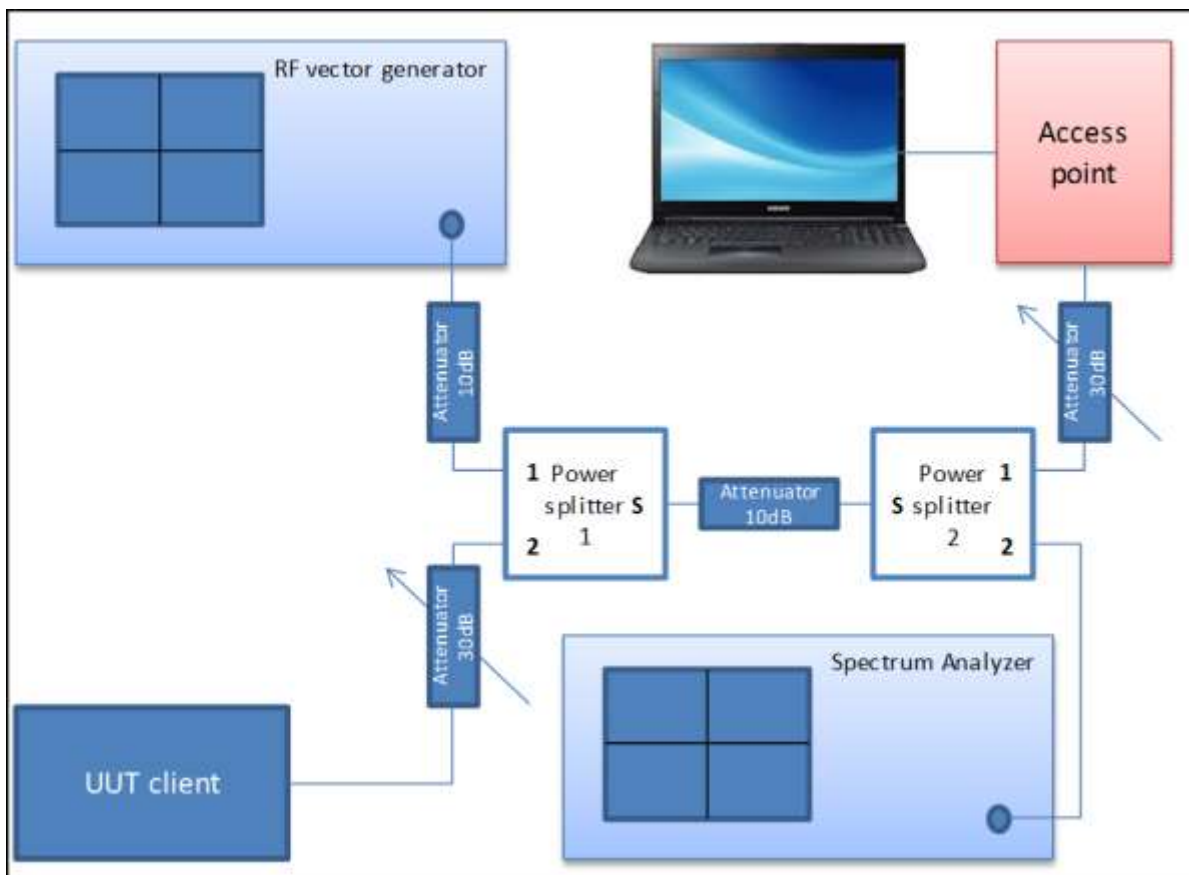 RF vector generator
Access
point
Attenuator
10dB
Attenuator
30dB
1 Power
splitter S
1
2
Attenuator
10dB
Power 1
S splitter
2 2
Attenuator
30dB
Spectrum Analyzer
UUT client